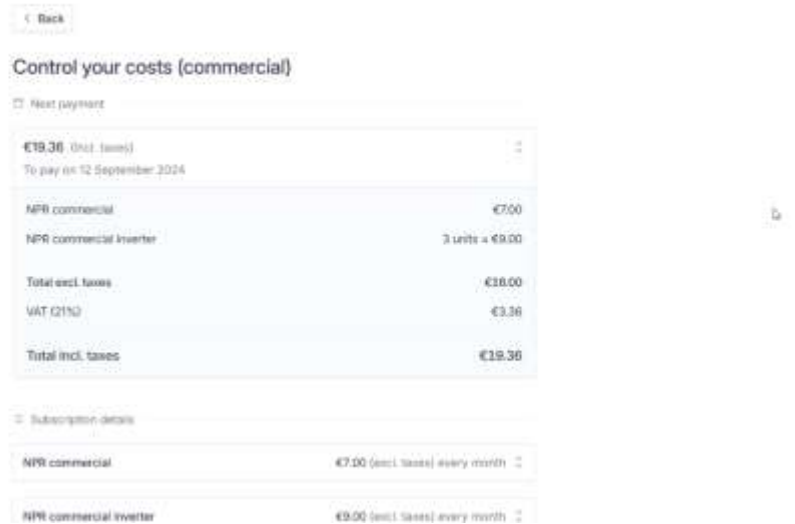 Back
Control your costs (commercial)
Next payment
€19.36 (incl. taxes)
To pay on 12 September 2024
NPR commercial €7.00
NPR commercial inverter 3 units = €9.00
Total excl. taxes €16.00
VAT (21%) €3.36
Total incl. taxes €19.36
Subscription details
NPR commercial €7.00 (excl. taxes) every month
NPR commercial inverter €9.00 (excl. taxes) every month